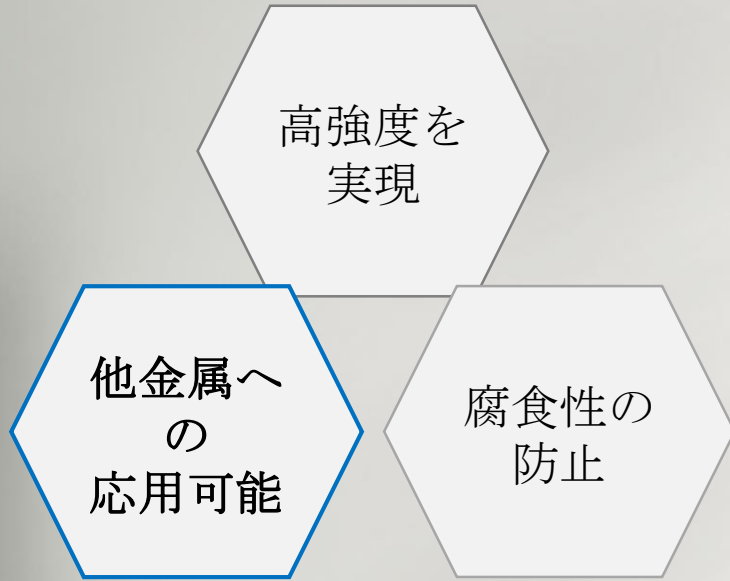 高強度を
実現
他金属へ
の
応用可能
腐食性の
防止